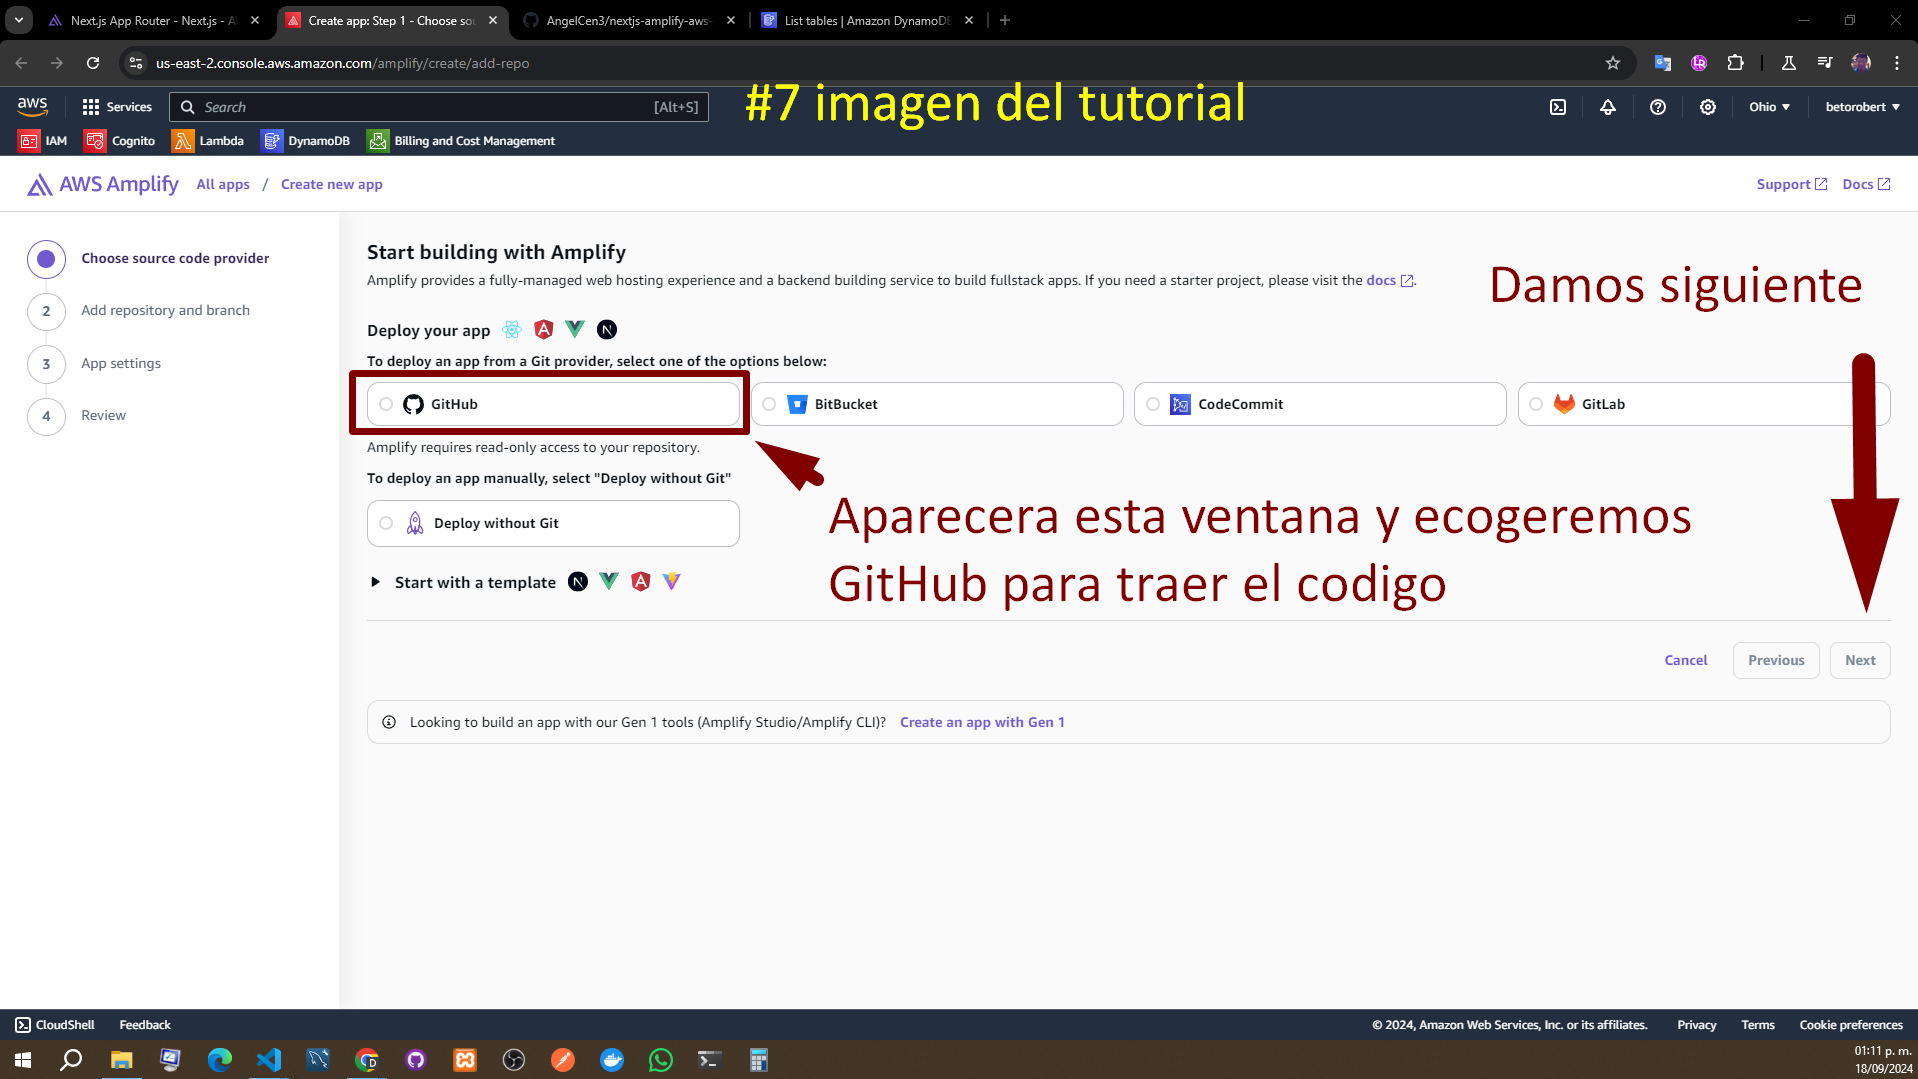 Next.js App Router - Next.js - A
Create app: Step 1 - Choose sou
AngelCen3/nextjs-amplify-aws-
List tables | Amazon DynamoDB
us-east-2.console.aws.amazon.com/amplify/create/add-repo
aws
Services
Search
[Alt+S]
#7 imagen del tutorial
Ohio
betorobert
IAM
Cognito
Lambda
DynamoDB
Billing and Cost Management
AWS Amplify
All apps / Create new app
Support
Docs
Choose source code provider
2 Add repository and branch
3 App settings
4 Review
Start building with Amplify
Amplify provides a fully-managed web hosting experience and a backend building service to build fullstack apps. If you need a starter project, please visit the docs.
Damos siguiente
Deploy your app
To deploy an app from a Git provider, select one of the options below:
GitHub
BitBucket
CodeCommit
GitLab
Amplify requires read-only access to your repository.
To deploy an app manually, select "Deploy without Git"
Deploy without Git
Aparecera esta ventana y ecogeremos
GitHub para traer el codigo
Start with a template
Cancel
Previous
Next
Looking to build an app with our Gen 1 tools (Amplify Studio/Amplify CLI)? Create an app with Gen 1
CloudShell
Feedback
© 2024, Amazon Web Services, Inc. or its affiliates.
Privacy
Terms
Cookie preferences
01:11 p. m.
18/09/2024